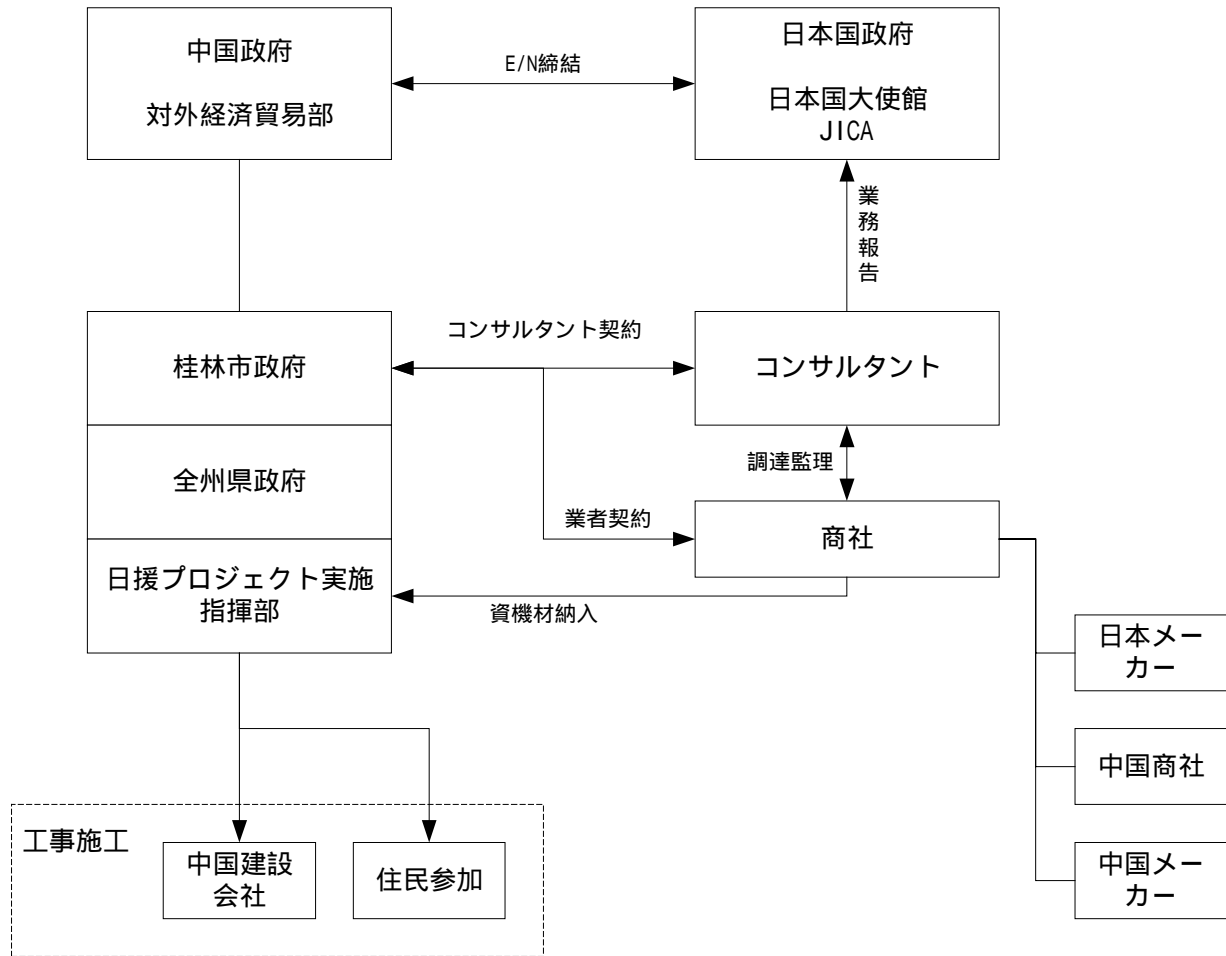 中国政府
対外経済貿易部
E/N締結
日本国政府
日本国大使館
JICA
業務報告
桂林市政府
コンサルタント契約
コンサルタント
全州県政府
調達監理
業者契約
商社
日援プロジェクト実施
指揮部
資機材納入
日本メー
カー
中国商社
工事施工
中国建設
会社
住民参加
中国メー
カー